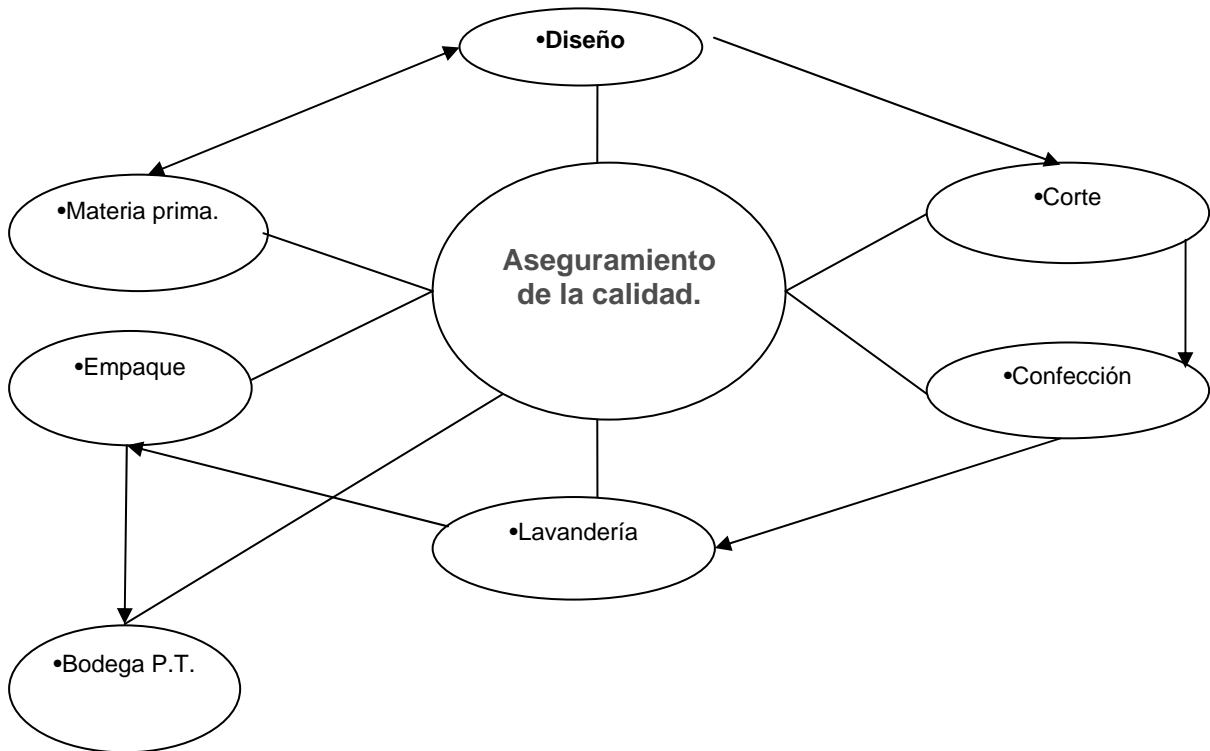 •Diseño
•Materia prima.
•Corte
Aseguramiento
de la calidad.
•Empaque
•Confección
•Lavandería
•Bodega P.T.